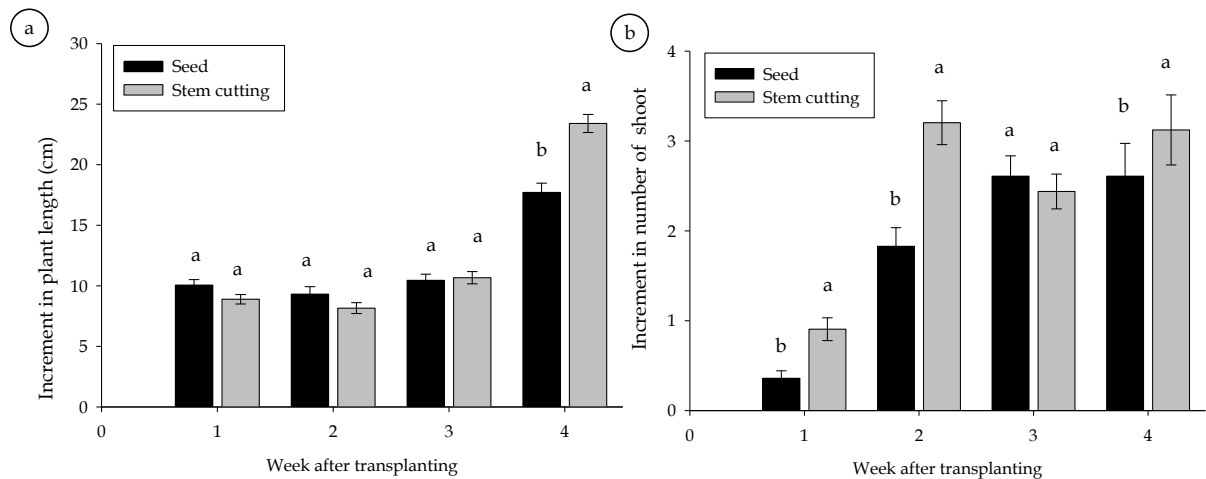 a
Increment in plant length (cm)
30
25
20
15
10
5
0
Seed
Stem cutting
a
a
a
a
a
a
b
a
0
1
2
3
4
Week after transplanting
b
Increment in number of shoot
4
3
2
1
0
Seed
Stem cutting
b
a
b
a
a
a
b
a
0
1
2
3
4
Week after transplanting